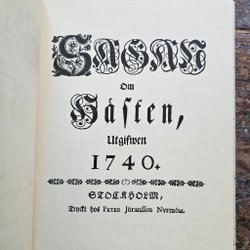 SAGAN
Om
Hästen,
Utgifwen
1740.
(?)
STOCKHOLM,
Tryckt hos PETER JÖRANSSON NYSTRÖM.